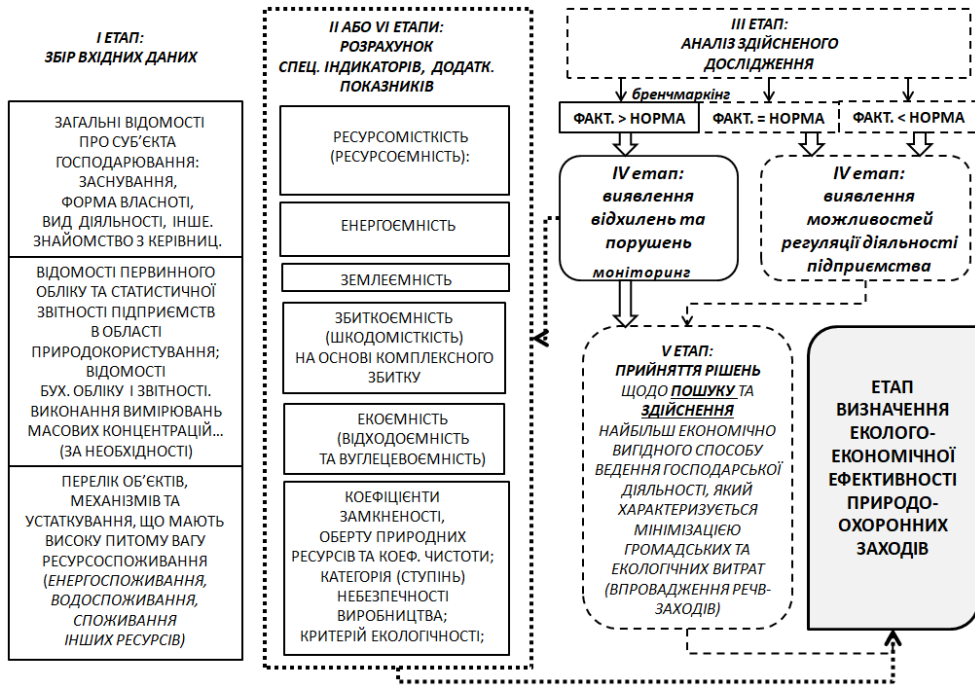 І ЕТАП:
ЗБІР ВХІДНИХ ДАНИХ
ЗАГАЛЬНІ ВІДОМОСТІ
ПРО СУБ’ЄКТА
ГОСПОДАРЮВАННЯ:
ЗАСНУВАННЯ,
ФОРМА ВЛАСНОТІ,
ВИД ДІЯЛЬНОСТІ, ІНШЕ.
ЗНАЙОМСТВО З КЕРІВНИЦ.
ВІДОМОСТІ ПЕРВИННОГО
ОБЛІКУ ТА СТАТИСТИЧНОЇ
ЗВІТНОСТІ ПІДПРИЄМСТВ
В ОБЛАСТІ
ПРИРОДОКОРИСТУВАННЯ;
ВІДОМОСТІ
БУХ. ОБЛІКУ І ЗВІТНОСТІ.
ВИКОНАННЯ ВИМІРЮВАНЬ
МАСОВИХ КОНЦЕНТРАЦІЙ…
(ЗА НЕОБХІДНОСТІ)
ПЕРЕЛІК ОБ’ЄКТІВ,
МЕХАНІЗМІВ ТА
УСТАТКУВАННЯ, ЩО МАЮТЬ
ВИСОКУ ПИТОМУ ВАГУ
РЕСУРСОСПОЖИВАННЯ
(ЕНЕРГОСПОЖИВАННЯ,
ВОДОСПОЖИВАННЯ,
СПОЖИВАННЯ
ІНШИХ РЕСУРСІВ)
ІІ АБО VI ЕТАПИ:
РОЗРАХУНОК
СПЕЦ. ІНДИКАТОРІВ, ДОДАТК.
ПОКАЗНИКІВ
РЕСУРСОМІСТКІСТЬ
(РЕСУРСОЄМНІСТЬ):
ЕНЕРГОЄМНІСТЬ
ЗЕМЛЕЄМНІСТЬ
ЗБИТКОЄМНІСТЬ
(ШКОДОМІСТКІСТЬ)
НА ОСНОВІ КОМПЛЕКСНОГО
ЗБИТКУ
ЕКОЄМНІСТЬ
(ВІДХОДОЄМНІСТЬ
ТА ВУГЛЕЦЕВОЄМНІСТЬ)
КОЕФІЦІЄНТИ
ЗАМКНЕНОСТІ,
ОБЕРТУ ПРИРОДНИХ
РЕСУРСІВ ТА КОЕФ. ЧИСТОТИ;
КАТЕГОРІЯ (СТУПІНЬ)
НЕБЕЗПЕЧНОСТІ
ВИРОБНИЦТВА;
КРИТЕРІЙ ЕКОЛОГІЧНОСТІ;
ІІІ ЕТАП:
АНАЛІЗ ЗДІЙСНЕНОГО
ДОСЛІДЖЕННЯ
бренчмаркінг
ФАКТ. > НОРМА
ФАКТ. = НОРМА
ФАКТ. < НОРМА
IV етап:
виявлення
відхилень та
порушень
моніторинг
IV етап:
виявлення
можливостей
регуляції діяльності
підприємства
V ЕТАП:
ПРИЙНЯТТЯ РІШЕНЬ
ЩОДО ПОШУКУ ТА
ЗДІЙСНЕННЯ
НАЙБІЛЬШ ЕКОНОМІЧНО
ВИГІДНОГО СПОСОБУ
ВЕДЕННЯ ГОСПОДАРСЬКОЇ
ДІЯЛЬНОСТІ, ЯКИЙ
ХАРАКТЕРИЗУЄТЬСЯ
МІНІМІЗАЦІЄЮ
ГРОМАДСЬКИХ ТА
ЕКОЛОГІЧНИХ ВИТРАТ
(ВПРОВАДЖЕННЯ РЕЧВ-
ЗАХОДІВ)
ЕТАП
ВИЗНАЧЕННЯ
ЕКОЛОГО-
ЕКОНОМІЧНОЇ
ЕФЕКТИВНОСТІ
ПРИРОДО-
ОХОРОННИХ
ЗАХОДІВ